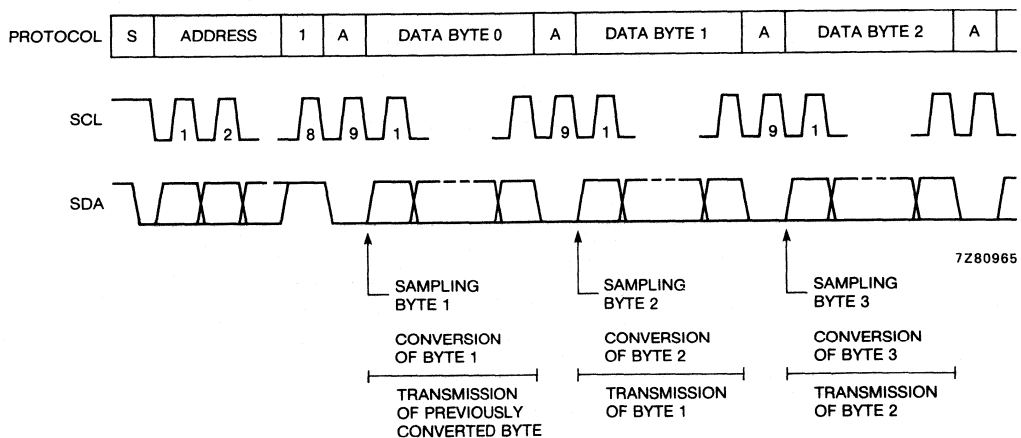 PROTOCOL S ADDRESS 1 A DATA BYTE 0 A DATA BYTE 1 A DATA BYTE 2 A
SCL 1 2 8 9 1 9 1 9 1
SDA
7Z80965
SAMPLING BYTE 1
SAMPLING BYTE 2
SAMPLING BYTE 3
CONVERSION OF BYTE 1
CONVERSION OF BYTE 2
CONVERSION OF BYTE 3
TRANSMISSION OF PREVIOUSLY CONVERTED BYTE
TRANSMISSION OF BYTE 1
TRANSMISSION OF BYTE 2